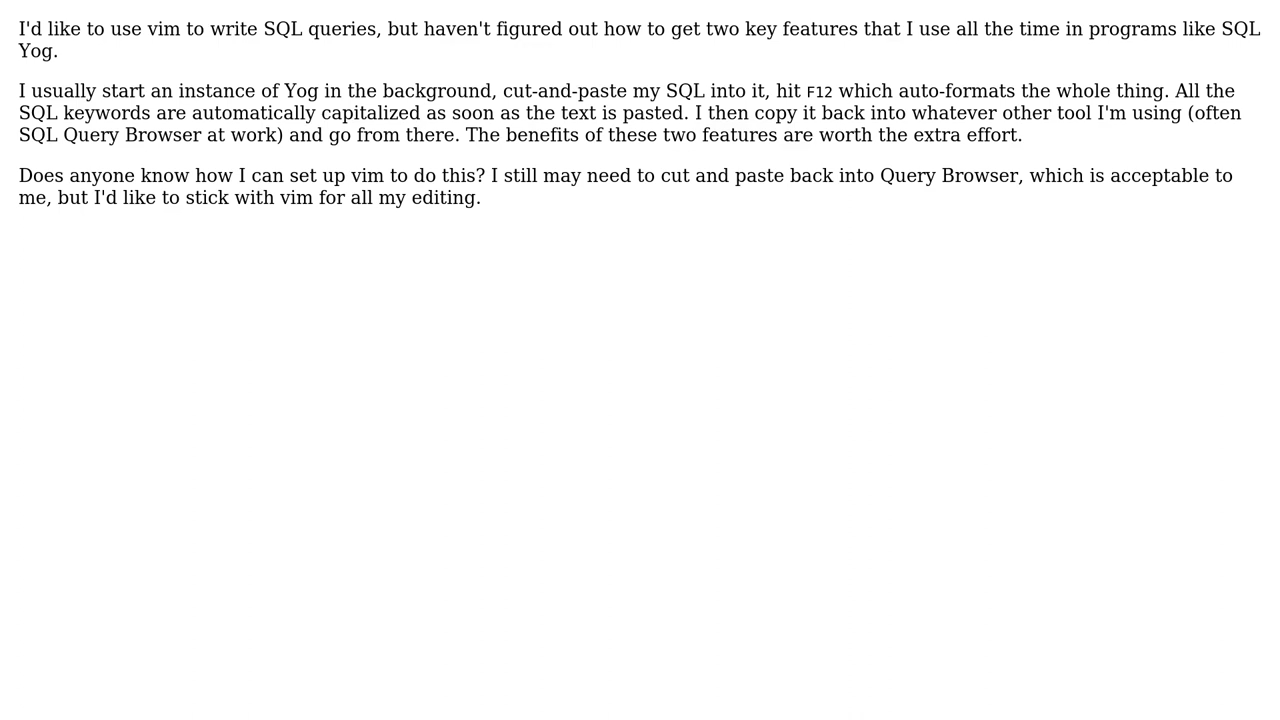 I'd like to use vim to write SQL queries, but haven't figured out how to get two key features that I use all the time in programs like SQL
Yog.
I usually start an instance of Yog in the background, cut-and-paste my SQL into it, hit F12 which auto-formats the whole thing. All the
SQL keywords are automatically capitalized as soon as the text is pasted. I then copy it back into whatever other tool I'm using (often
SQL Query Browser at work) and go from there. The benefits of these two features are worth the extra effort.
Does anyone know how I can set up vim to do this? I still may need to cut and paste back into Query Browser, which is acceptable to
me, but I'd like to stick with vim for all my editing.